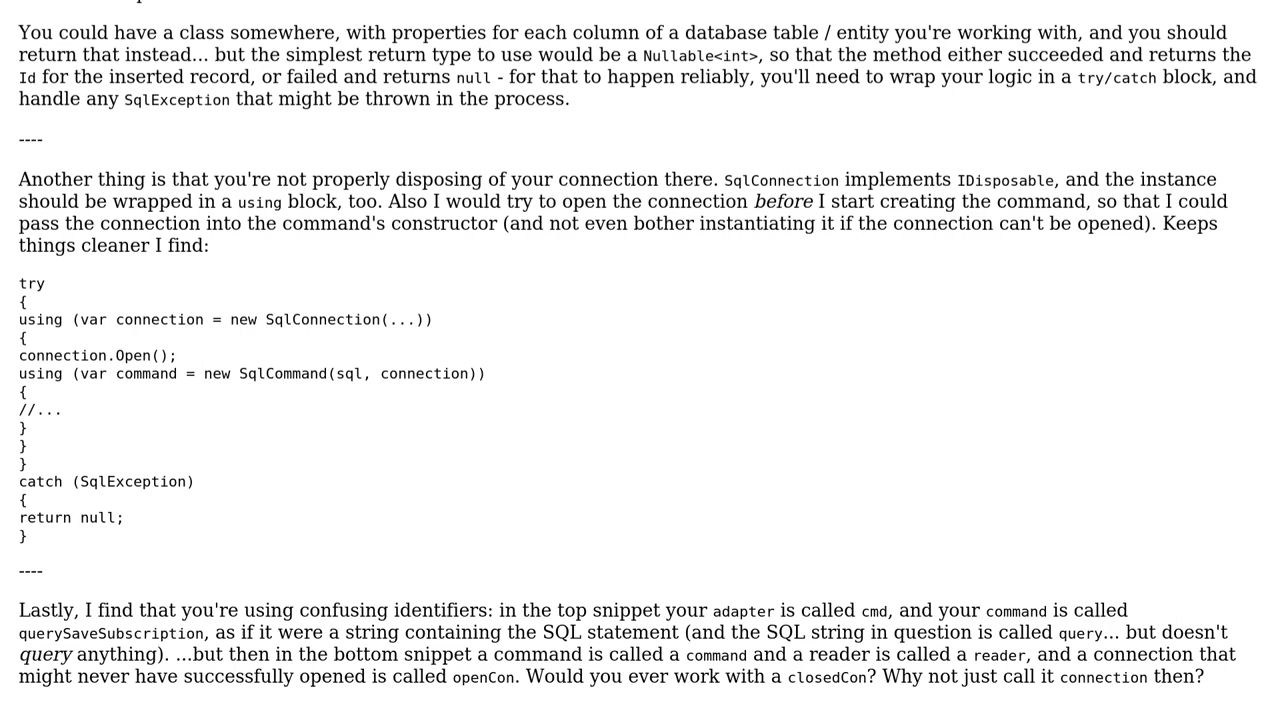 You could have a class somewhere, with properties for each column of a database table / entity you're working with, and you should
return that instead... but the simplest return type to use would be a Nullable<int>, so that the method either succeeded and returns the
Id for the inserted record, or failed and returns null - for that to happen reliably, you'll need to wrap your logic in a try/catch block, and
handle any SqlException that might be thrown in the process.
----
Another thing is that you're not properly disposing of your connection there. SqlConnection implements IDisposable, and the instance
should be wrapped in a using block, too. Also I would try to open the connection before I start creating the command, so that I could
pass the connection into the command's constructor (and not even bother instantiating it if the connection can't be opened). Keeps
things cleaner I find:
try
{
using (var connection = new SqlConnection(...))
{
connection.Open();
using (var command = new SqlCommand(sql, connection))
{
//...
}
}
}
catch (SqlException)
{
return null;
}
----
Lastly, I find that you're using confusing identifiers: in the top snippet your adapter is called cmd, and your command is called
querySaveSubscription, as if it were a string containing the SQL statement (and the SQL string in question is called query... but doesn't
query anything). ...but then in the bottom snippet a command is called a command and a reader is called a reader, and a connection that
might never have successfully opened is called openCon. Would you ever work with a closedCon? Why not just call it connection then?